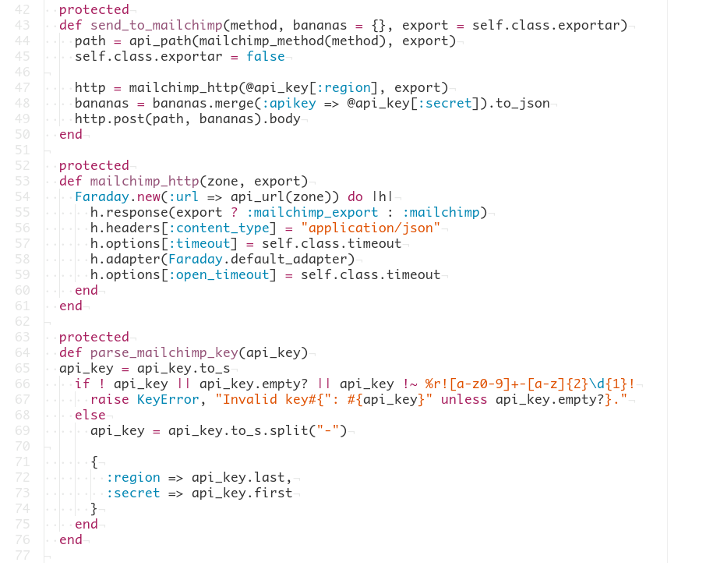 42 protected
43 def send_to_mailchimp(method, bananas = {}, export = self.class.exportar)
44   path = api_path(mailchimp_method(method), export)
45   self.class.exportar = false
46
47   http = mailchimp_http(@api_key[:region], export)
48   bananas = bananas.merge(:apikey => @api_key[:secret]).to_json
49   http.post(path, bananas).body
50 end
51
52 protected
53 def mailchimp_http(zone, export)
54   Faraday.new(:url => api_url(zone)) do |h|
55     h.response(export ? :mailchimp_export : :mailchimp)
56     h.headers[:content_type] = "application/json"
57     h.options[:timeout] = self.class.timeout
58     h.adapter(Faraday.default_adapter)
59     h.options[:open_timeout] = self.class.timeout
60   end
61 end
62
63 protected
64 def parse_mailchimp_key(api_key)
65 api_key = api_key.to_s
66   if ! api_key || api_key.empty? || api_key !~ %r![a-z0-9]+-[a-z]{2}\d{1}!
67     raise KeyError, "Invalid key#{": #{api_key}" unless api_key.empty?}."
68   else
69     api_key = api_key.to_s.split("-")
70
71     {
72       :region => api_key.last,
73       :secret => api_key.first
74     }
75   end
76 end
77